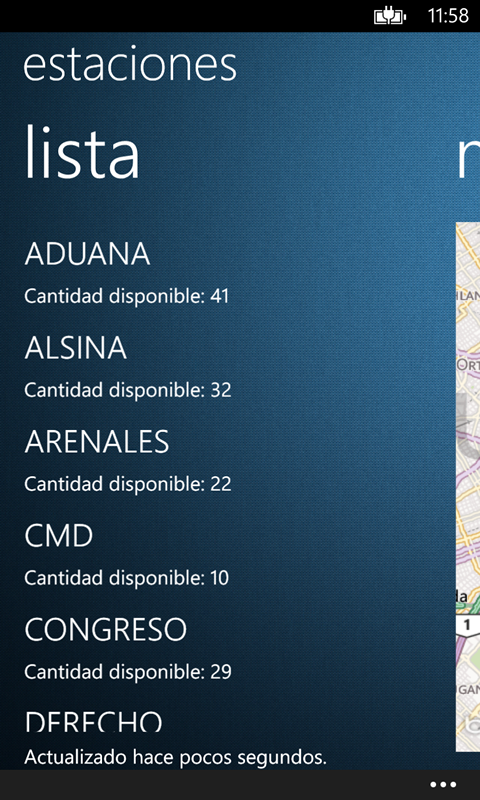 11:58
estaciones
lista
ADUANA
Cantidad disponible: 41
ALSINA
Cantidad disponible: 32
ARENALES
Cantidad disponible: 22
CMD
Cantidad disponible: 10
CONGRESO
Cantidad disponible: 29
DERECHO
Actualizado hace pocos segundos.
1